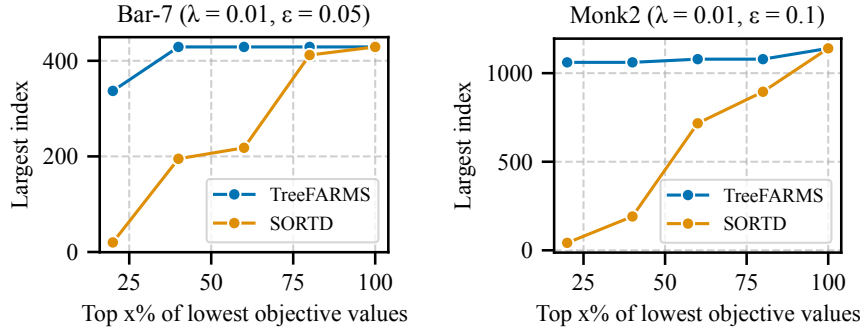 Bar-7 (λ = 0.01, ε = 0.05)
Largest index
400
200
0
TreeFARMS
SORTD
25
50
75
100
Top x% of lowest objective values
Monk2 (λ = 0.01, ε = 0.1)
Largest index
1000
500
0
TreeFARMS
SORTD
25
50
75
100
Top x% of lowest objective values